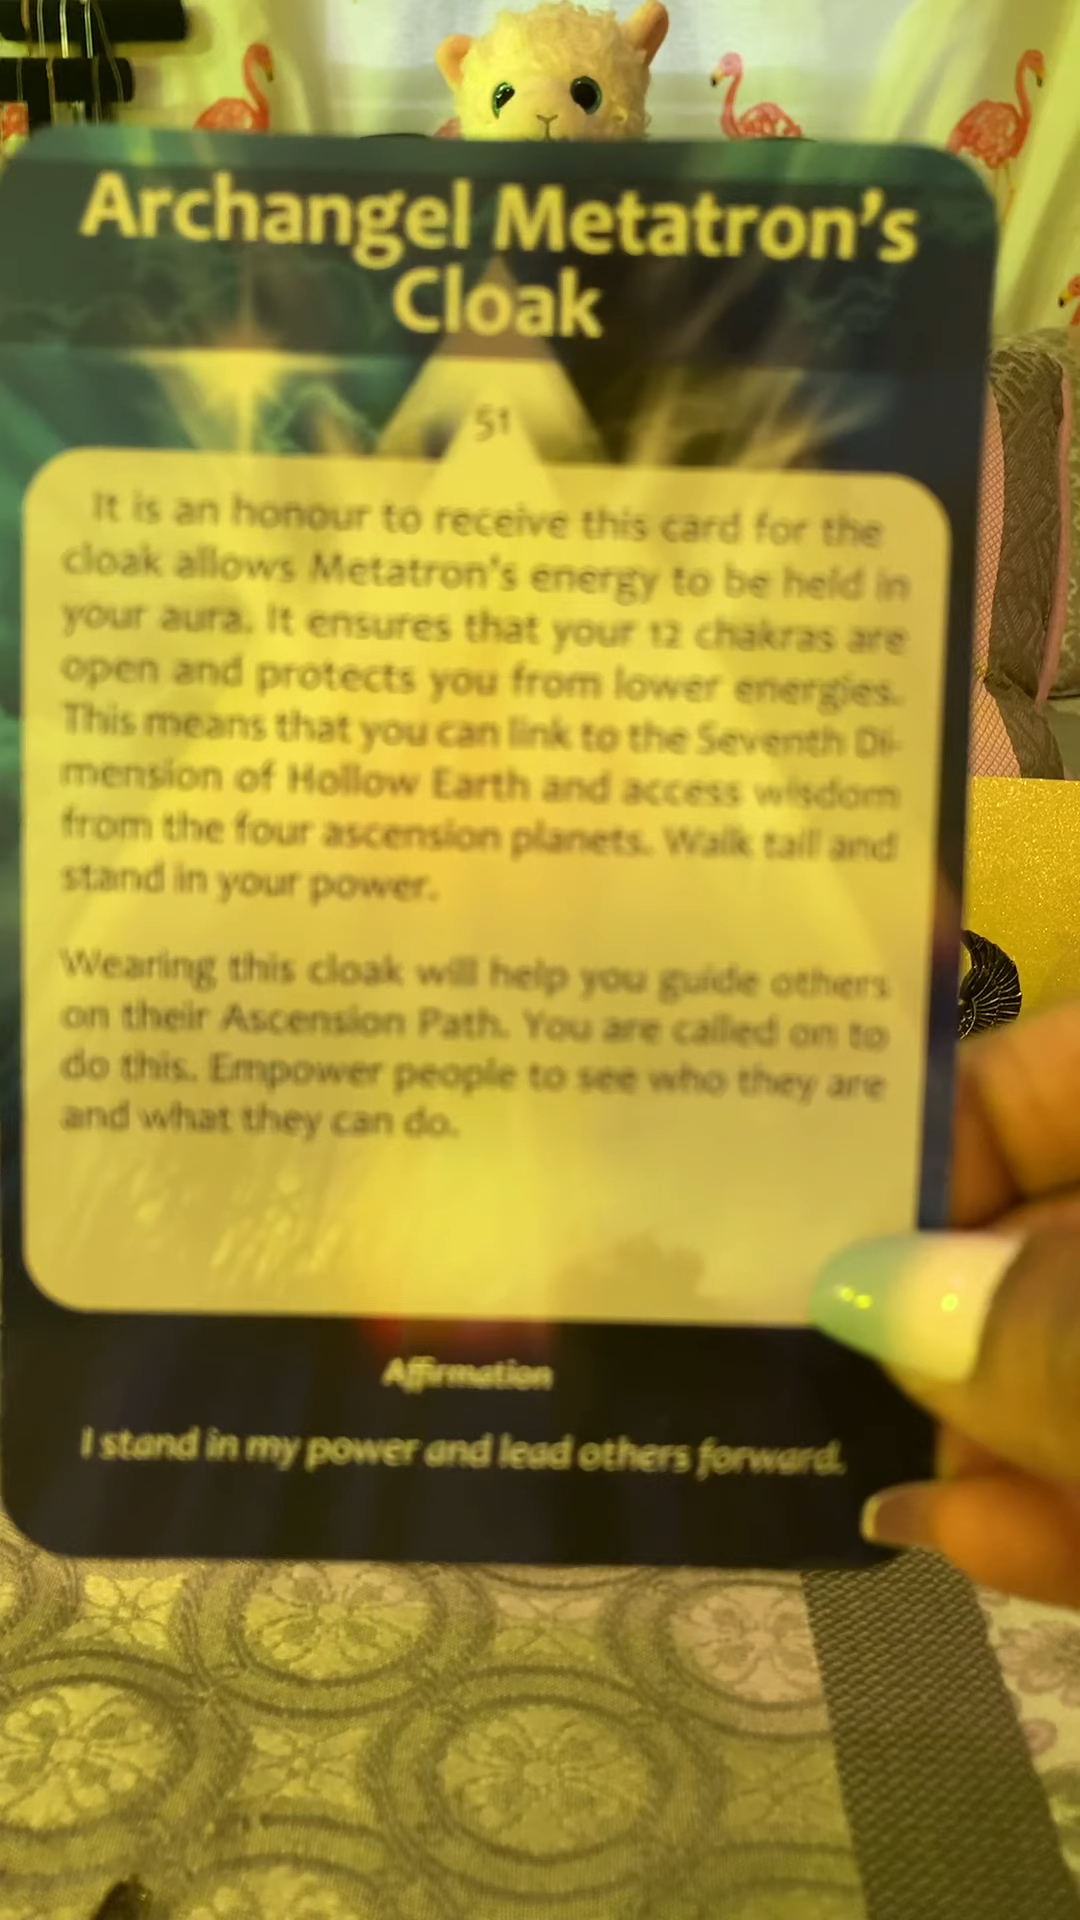 Archangel Metatron's
Cloak
51
It is an honour to receive this card for the
cloak allows Metatron's energy to be held in
your aura. It ensures that your 12 chakras are
open and protects you from lower energies.
This means that you can link to the Seventh Di-
mension of Hollow Earth and access wisdom
from the four ascension planets. Walk tall and
stand in your power.
Wearing this cloak will help you guide others
on their Ascension Path. You are called on to
do this. Empower people to see who they are
and what they can do.
Affirmation
I stand in my power and lead others forward.